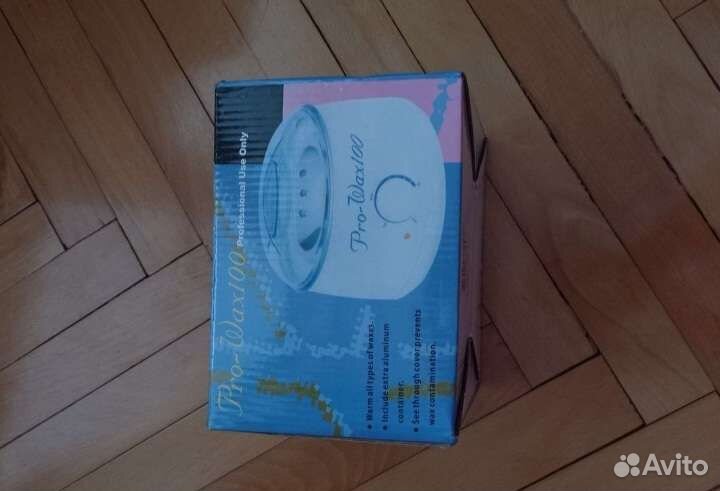 Pro-Wax100 Professional Use Only
Pro-Wax100
• Warm all types of waxes.
• Include extra aluminum
container.
• See through cover prevents
wax contamination.
Avito